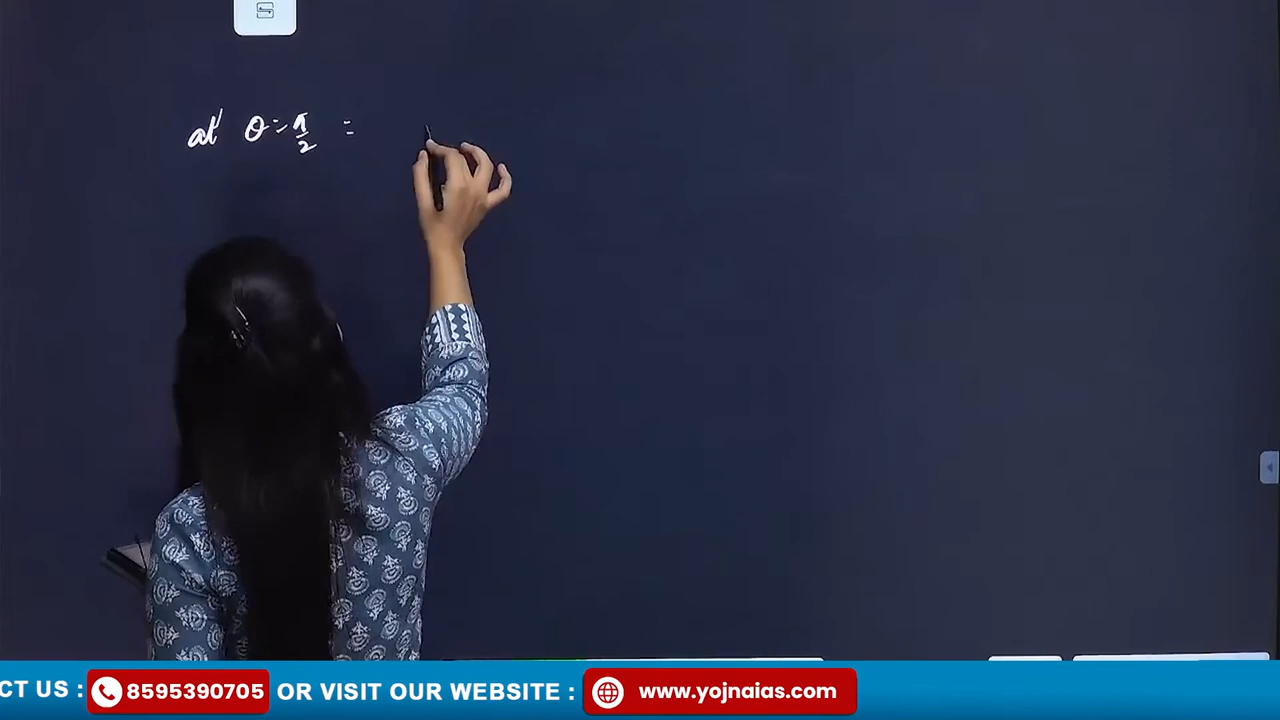 at θ = π/2 =
CT US : 8595390705 OR VISIT OUR WEBSITE : www.yojnaias.com